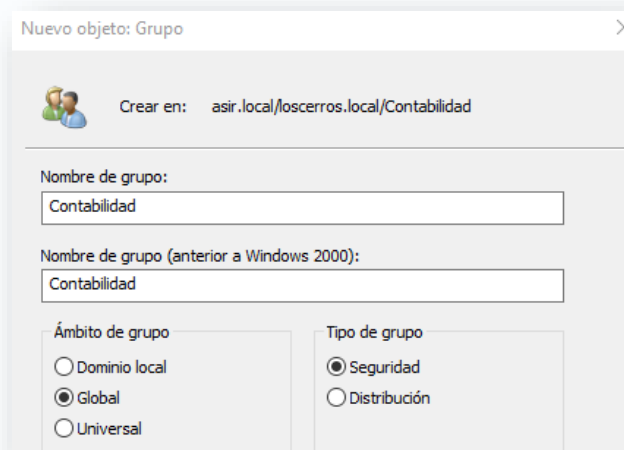 Nuevo objeto: Grupo
Crear en: asir.local/loscerros.local/Contabilidad
Nombre de grupo:
Contabilidad
Nombre de grupo (anterior a Windows 2000):
Contabilidad
Ámbito de grupo
Dominio local
Global
Universal
Tipo de grupo
Seguridad
Distribución